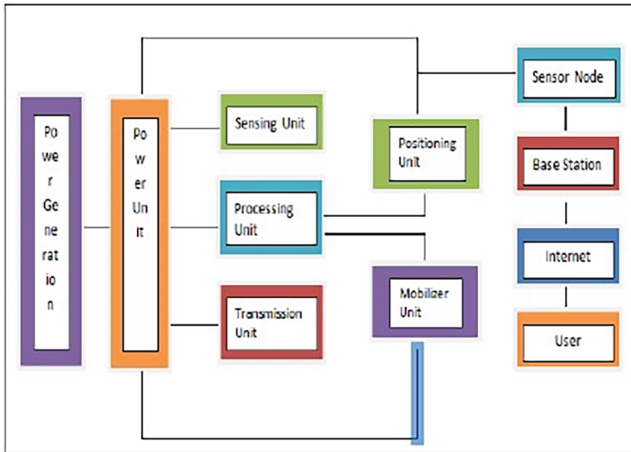 Po
we
r
Ge
ne
rat
io
n
Po
w
er
Un
it
Sensing Unit
Processing
Unit
Transmission
Unit
Positioning
Unit
Mobilizer
Unit
Sensor Node
Base Station
Internet
User